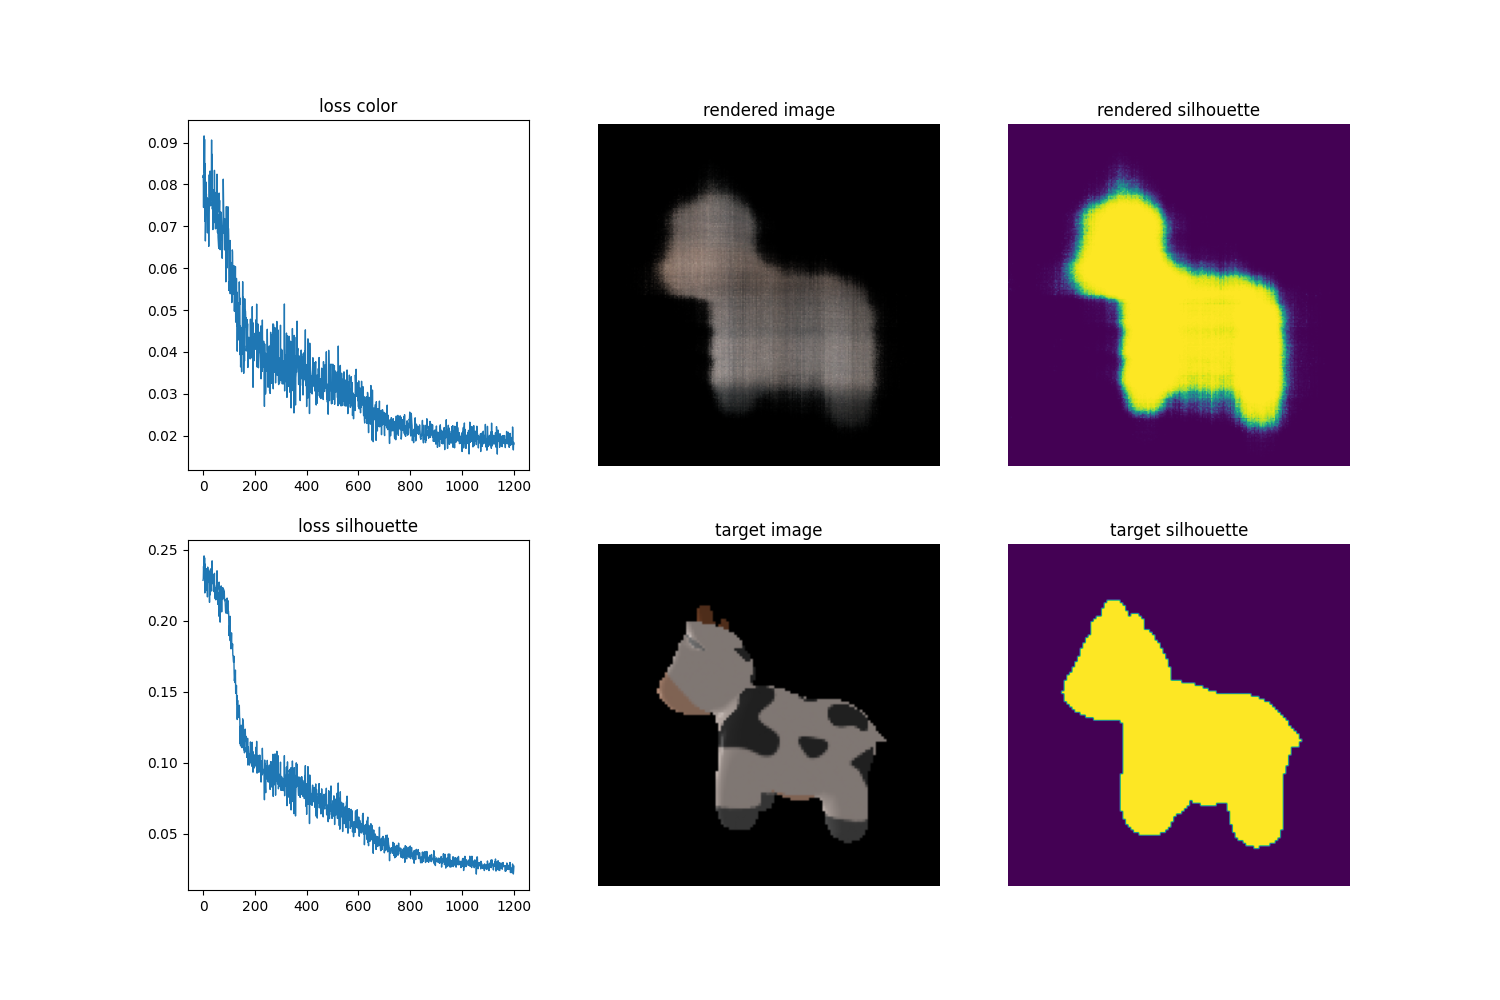 loss color
0.09
0.08
0.07
0.06
0.05
0.04
0.03
0.02
0 200 400 600 800 1000 1200
rendered image
rendered silhouette
loss silhouette
0.25
0.20
0.15
0.10
0.05
0 200 400 600 800 1000 1200
target image
target silhouette